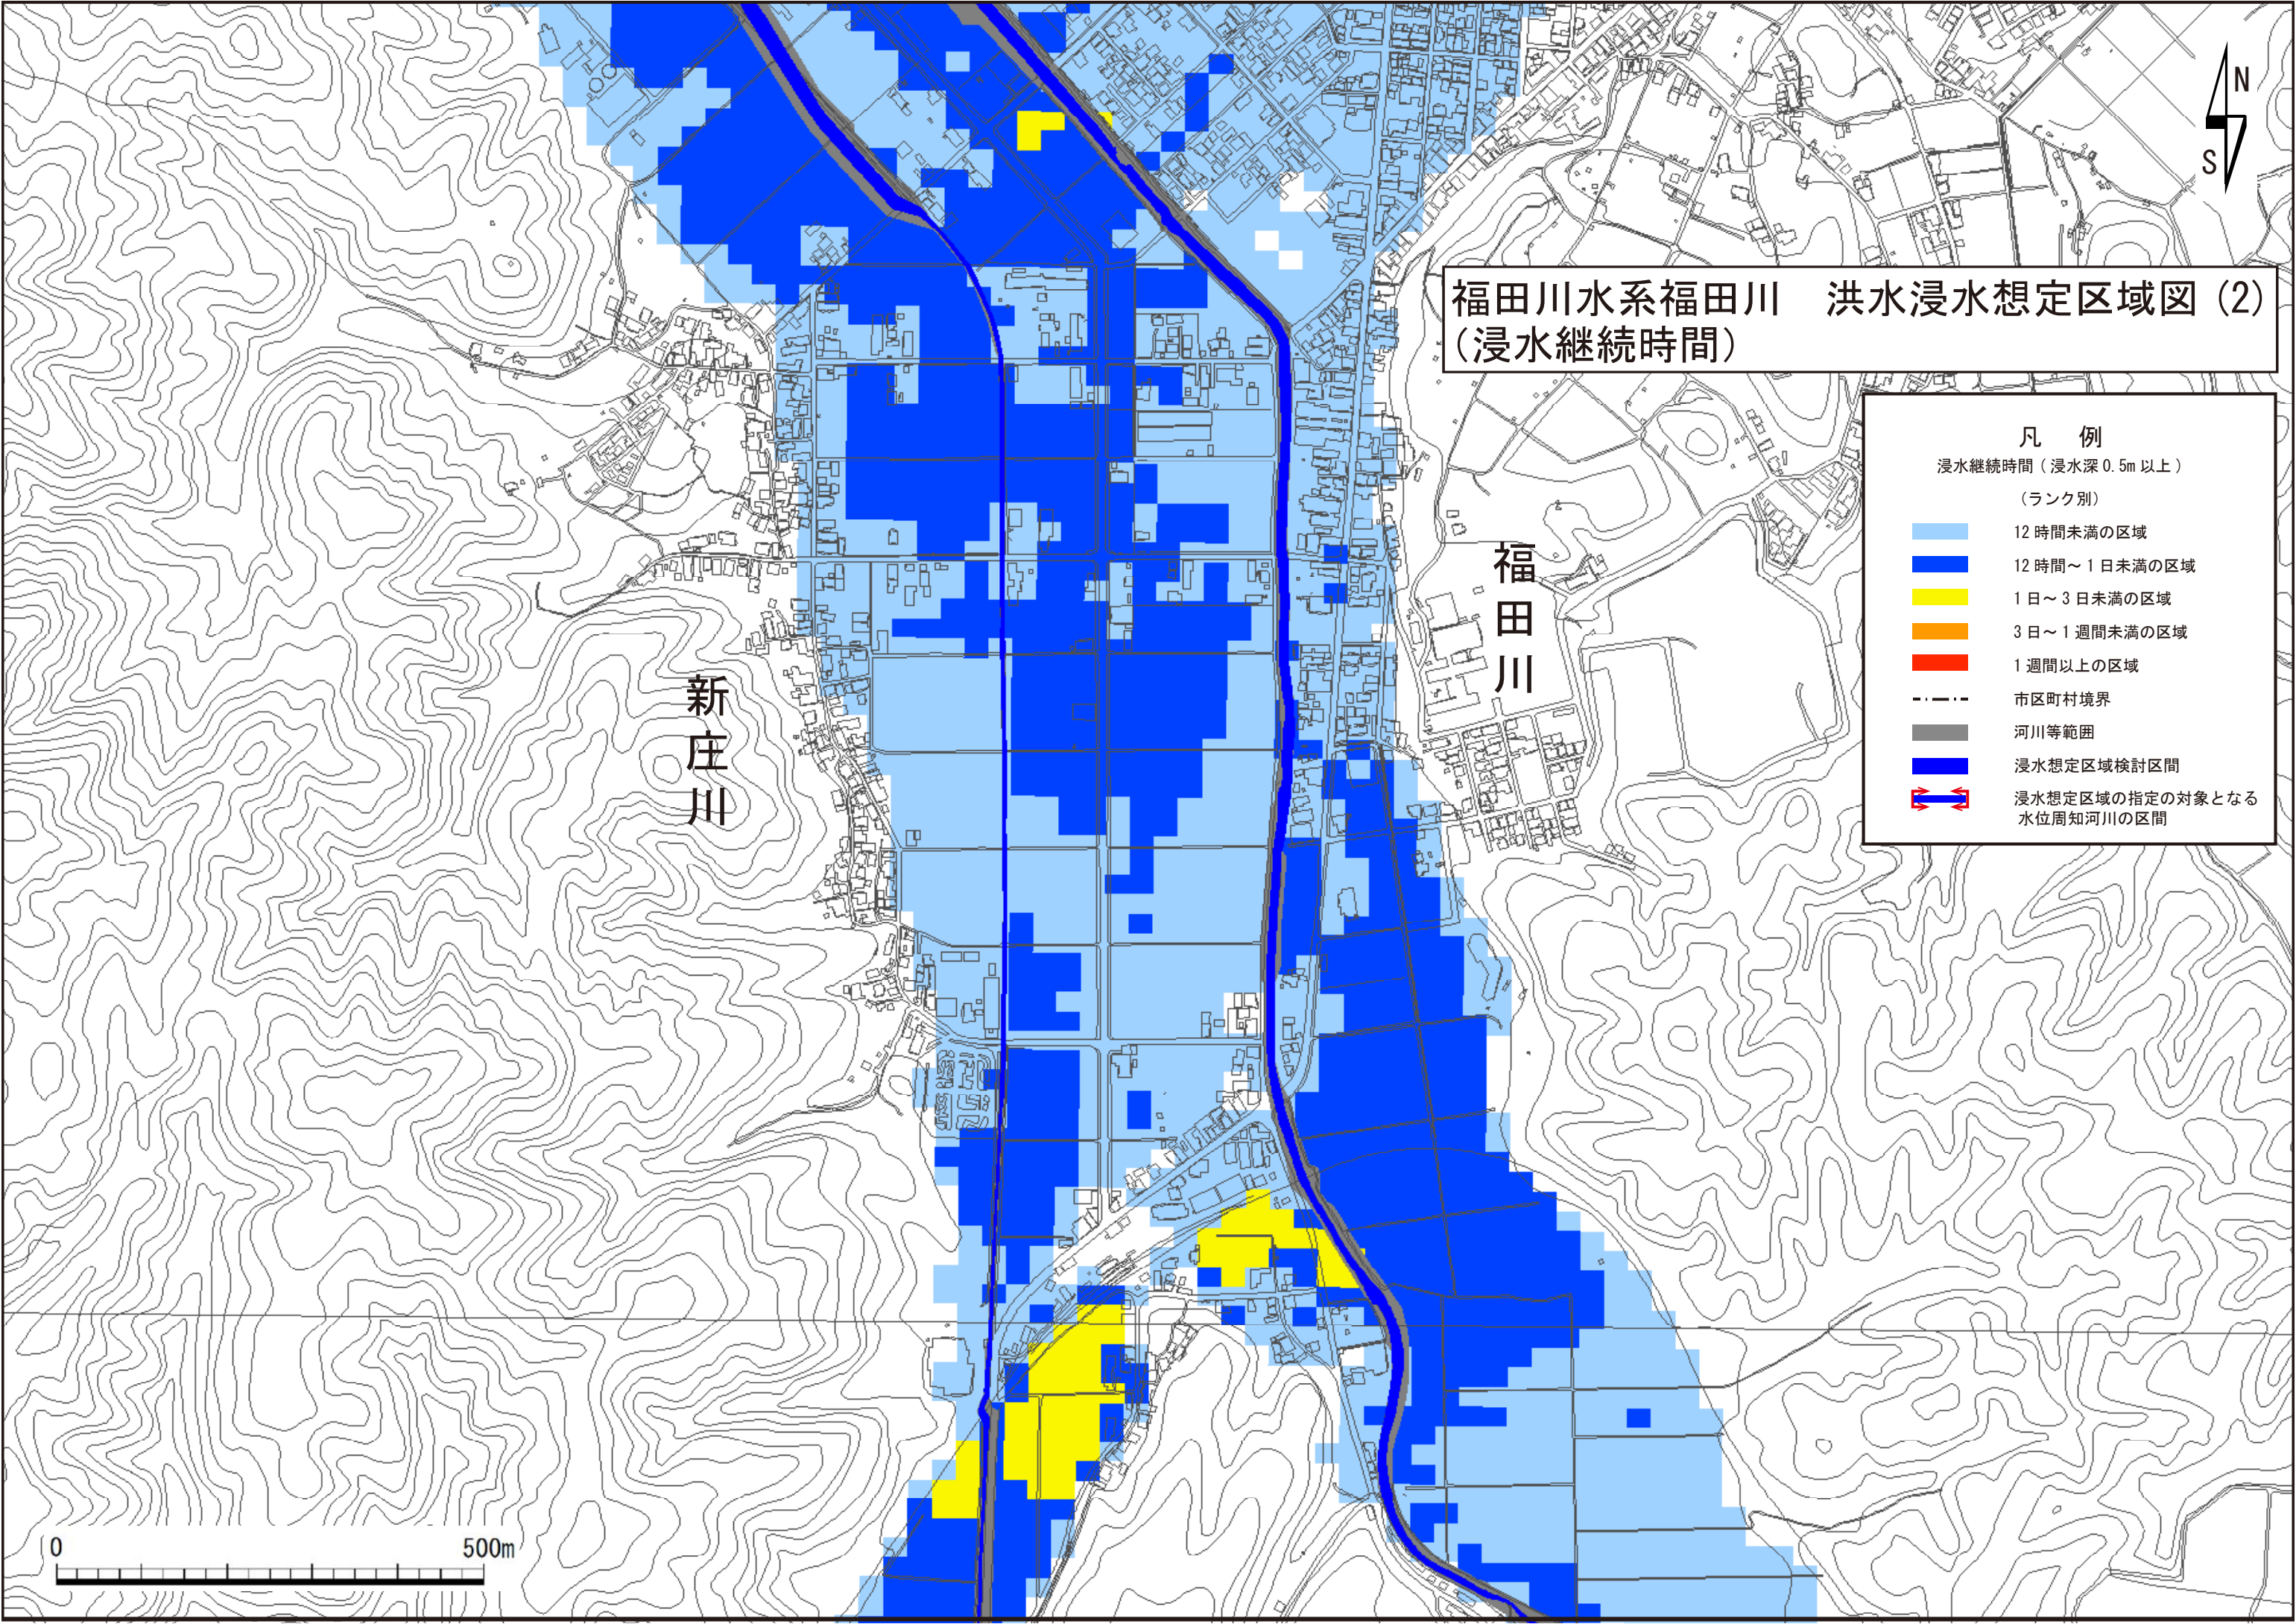 N
S
福田川水系福田川　洪水浸水想定区域図（2）
（浸水継続時間）
凡　例
浸水継続時間（浸水深0.5m以上）
（ランク別）
12時間未満の区域
12時間～1日未満の区域
1日～3日未満の区域
3日～1週間未満の区域
1週間以上の区域
市区町村境界
河川等範囲
浸水想定区域検討区間
浸水想定区域の指定の対象となる
水位周知河川の区間
福田川
新庄川
0
500m